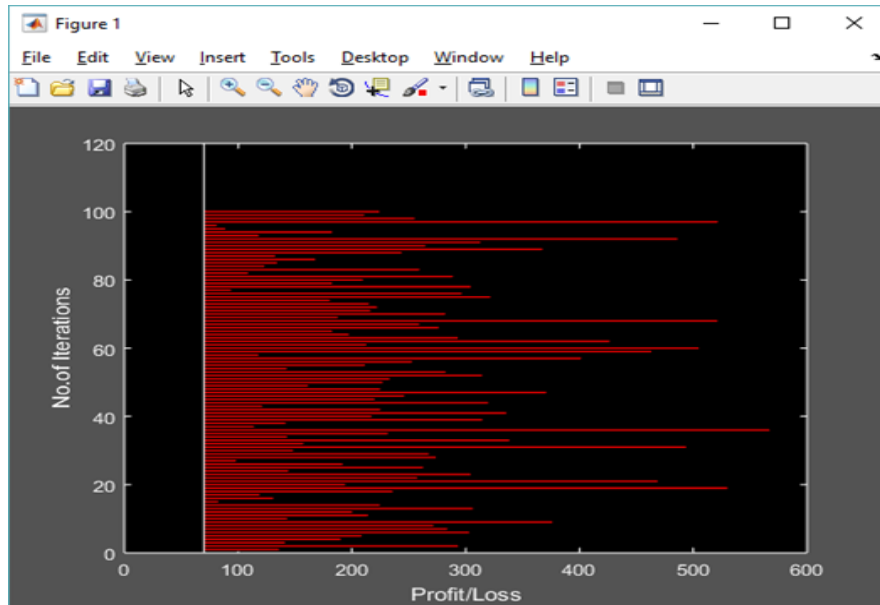 Figure 1
File Edit View Insert Tools Desktop Window Help
120
100
80
60
40
20
0
No.of Iterations
0 100 200 300 400 500 600
Profit/Loss